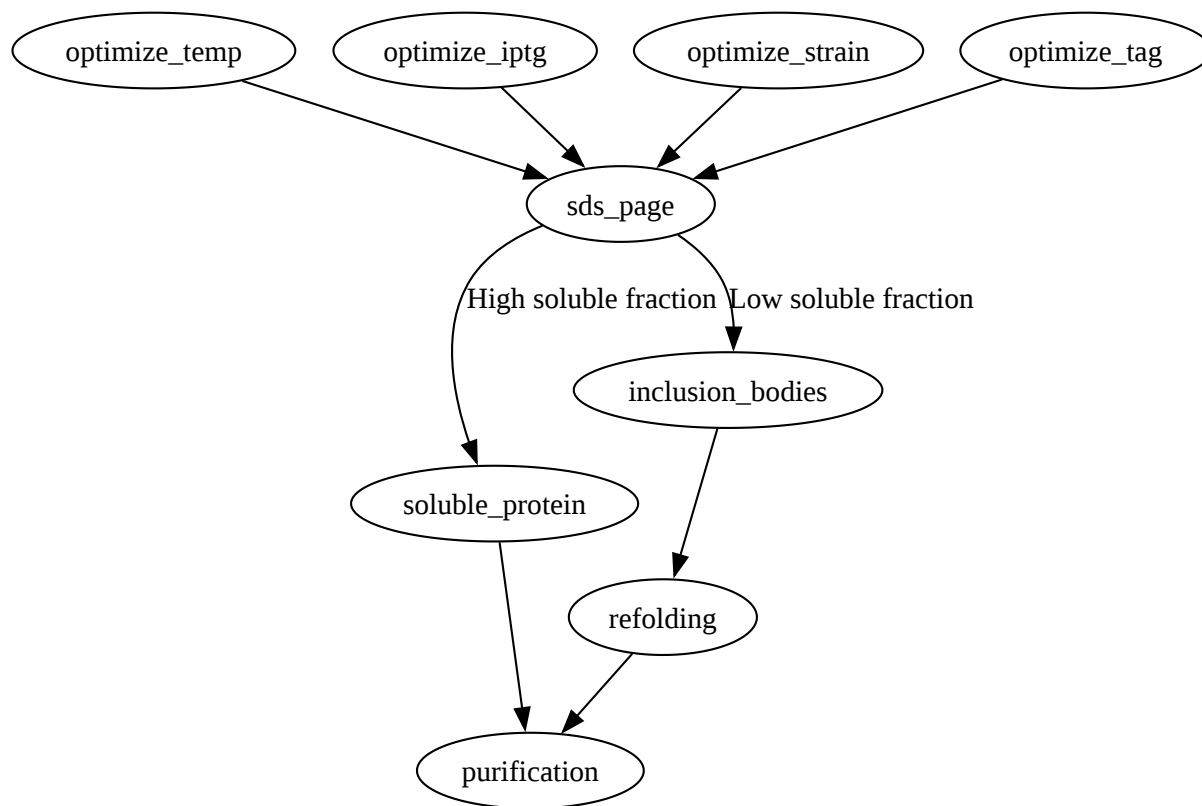 optimize_temp
optimize_iptg
optimize_strain
optimize_tag
sds_page
High soluble fraction
Low soluble fraction
inclusion_bodies
soluble_protein
refolding
purification